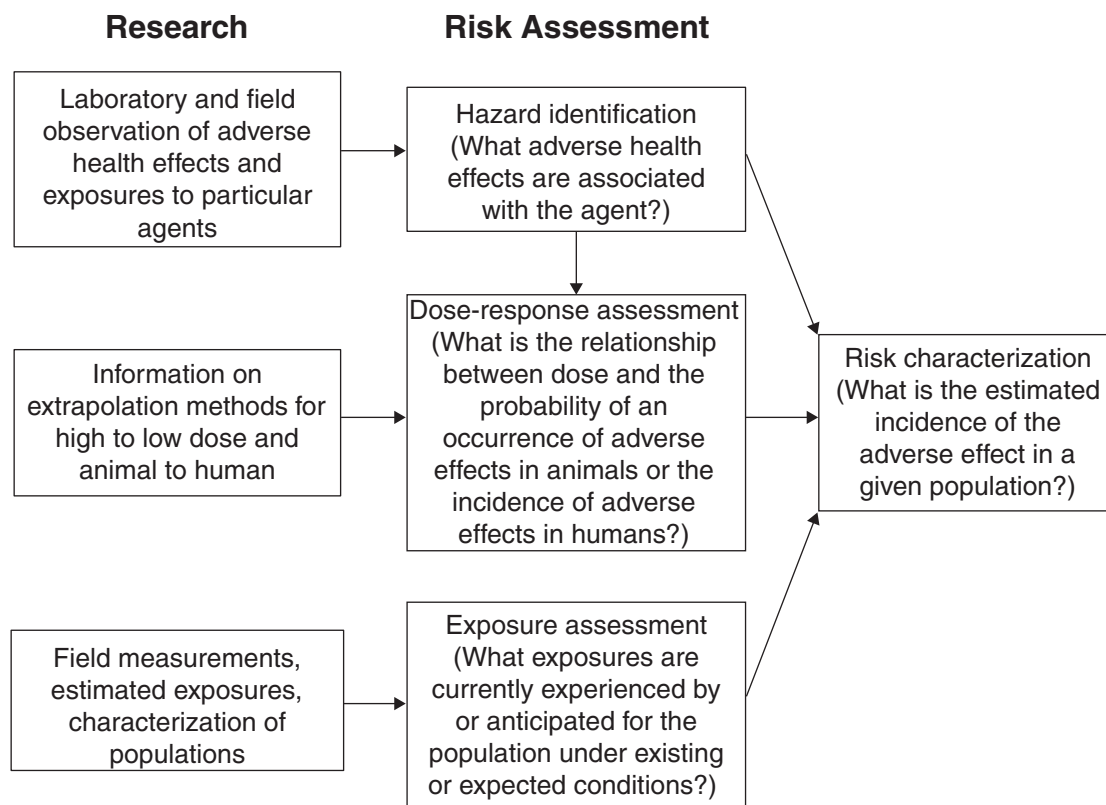 Research
Risk Assessment
Laboratory and field
observation of adverse
health effects and
exposures to particular
agents
Hazard identification
(What adverse health
effects are associated
with the agent?)
Information on
extrapolation methods for
high to low dose and
animal to human
Dose-response assessment
(What is the relationship
between dose and the
probability of an
occurrence of adverse
effects in animals or the
incidence of adverse
effects in humans?)
Risk characterization
(What is the estimated
incidence of the
adverse effect in a
given population?)
Field measurements,
estimated exposures,
characterization of
populations
Exposure assessment
(What exposures are
currently experienced by
or anticipated for the
population under existing
or expected conditions?)